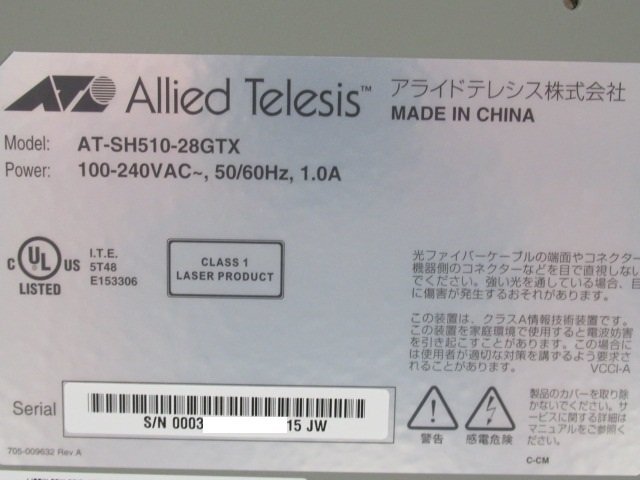 Allied Telesis™
アライドテレシス株式会社
MADE IN CHINA
Model: AT-SH510-28GTX
Power: 100-240VAC~, 50/60Hz, 1.0A
C UL US
LISTED
I.T.E.
5T48
E153306
CLASS 1
LASER PRODUCT
光ファイバーケーブルの端面やコネクター
機器側のコネクターなどを目で直視しない
でください。強い光を通している場合、目
に傷害が発生するおそれがあります。
この装置は、クラスA情報技術装置です。
この装置を家庭環境で使用すると電波妨害
を引き起こすことがあります。この場合に
は使用者が適切な対策を講ずるよう要求さ
れることがあります。
VCCI-A
Serial
S/N 0003 15 JW
警告
感電危険
製品のカバーを取り除
かないでください。サ
ービスに関する詳細は
マニュアルをご参照く
ださい。
705-009632 Rev A
C-CM